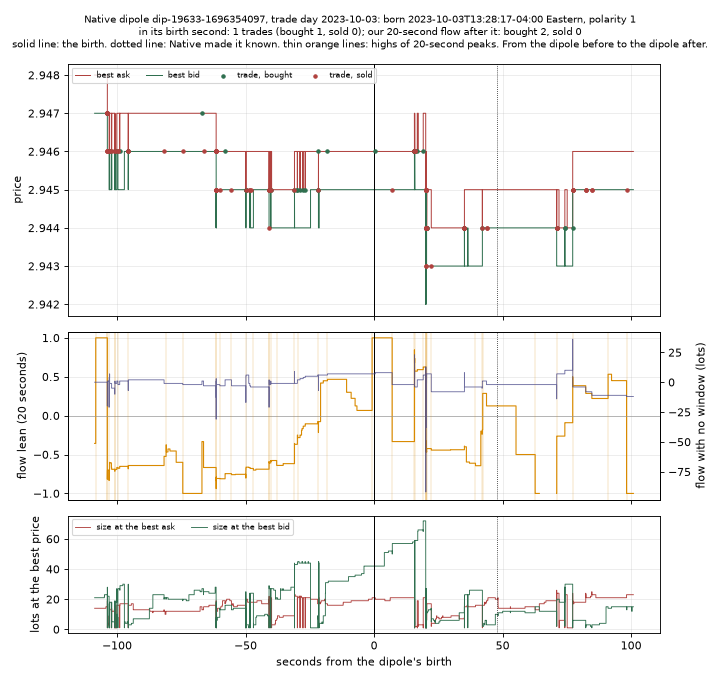 Native dipole dip-19633-1696354097, trade day 2023-10-03: born 2023-10-03T13:28:17-04:00 Eastern, polarity 1
in its birth second: 1 trades (bought 1, sold 0); our 20-second flow after it: bought 2, sold 0
solid line: the birth. dotted line: Native made it known. thin orange lines: highs of 20-second peaks. From the dipole before to the dipole after.
best ask
best bid
trade, bought
trade, sold
2.948
2.947
2.946
2.945
2.944
2.943
2.942
price
1.0
0.5
0.0
−0.5
−1.0
flow lean (20 seconds)
25
0
−25
−50
−75
flow with no window (lots)
size at the best ask
size at the best bid
60
40
20
0
lots at the best price
−100
−50
0
50
100
seconds from the dipole's birth